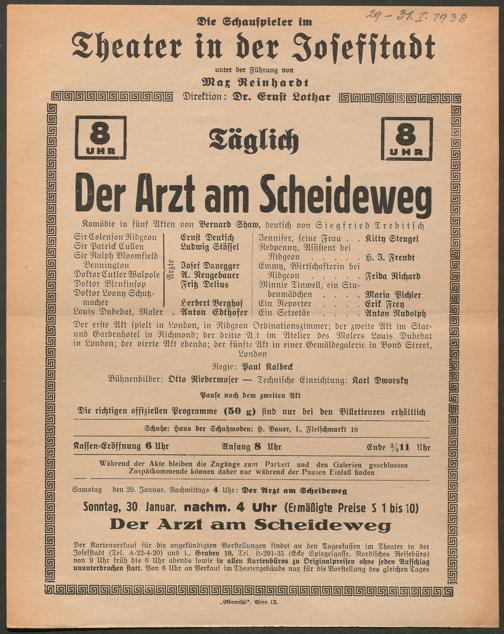 29 - 31. I. 1938
Die Schauspieler im
Theater in der Josefstadt
unter der Führung von
Max Reinhardt
Direktion: Dr. Ernst Lothar
8 UHR
Täglich
8 UHR
Der Arzt am Scheideweg
Komödie in fünf Akten von Bernard Shaw, deutsch von Siegfried Trebitsch
Sir Colenson Ridgeon Ernst Deutsch
Sir Patrick Cullen Ludwig Stössel
Sir Ralph Bloomfield
Bennington Josef Danegger
Doktor Cutler Walpole A. Neugebauer
Doktor Blenkinsop Fritz Delius
Doktor Loony Schutz-
macher Herbert Berghof
Ärzte
Louis Dubedat, Maler . Anton Edthofer
Jennifer, seine Frau . . . Kitty Stengel
Redpenny, Assistent bei
Ridgeon . . . . H. J. Frendt
Emmy, Wirtschafterin bei
Ridgeon . . . . Frida Richard
Minnie Tinwell, ein Stu-
benmädchen . . . Maria Pichler
Ein Reporter . . . Erik Frey
Ein Sekretär . . . Anton Rudolph
Der erste Akt spielt in London, in Ridgeon Ordinationszimmer; der zweite Akt im Star-
und Gardenhotel in Richmond; der dritte A.t im Atelier des Malers Louis Dubedat
in London; der vierte Akt ebenda; der fünfte Akt in einer Gemäldegalerie in Bond Street,
London
Regie: Paul Kalbeck
Bühnenbilder: Otto Niedermoser — Technische Einrichtung: Karl Dworsky
Pause nach dem zweiten Akt
Die richtigen offiziellen Programme (50 g) sind nur bei den Billetteuren erhältlich
Schuhe: Haus der Schuhmoden: H. Bauer, I., Fleischmarkt 10
Kassen-Eröffnung 6 Uhr Anfang 8 Uhr Ende ¾11 Uhr
Während der Akte bleiben die Zugänge zum Parkett und den Galerien geschlossen
Zuspätkommende können daher nur während der Pausen Einlaß finden
Samstag den 29. Januar. Nachmittags 4 Uhr: Der Arzt am Scheideweg
Sonntag, 30 Januar, nachm. 4 Uhr (Ermäßigte Preise S 1 bis 10)
Der Arzt am Scheideweg
Der Kartenverkauf für die angekündigten Vorstellungen findet an den Tageskassen im Theater in der
Josefstadt (Tel. A-22-4-20) und I., Graben 10, Tel. R-291-35 (Ecke Spiegelgasse, Nordisches Reisebüro)
von 9 Uhr früh bis 6 Uhr abends sowie in allen Kartenbüros zu Originalpreisen ohne jeden Aufschlag
ununterbrochen statt. Von 6 Uhr an Verkauf im Theatergebäude nur für die Vorstellung des gleichen Tages
„Elbemühl", Wien IX.